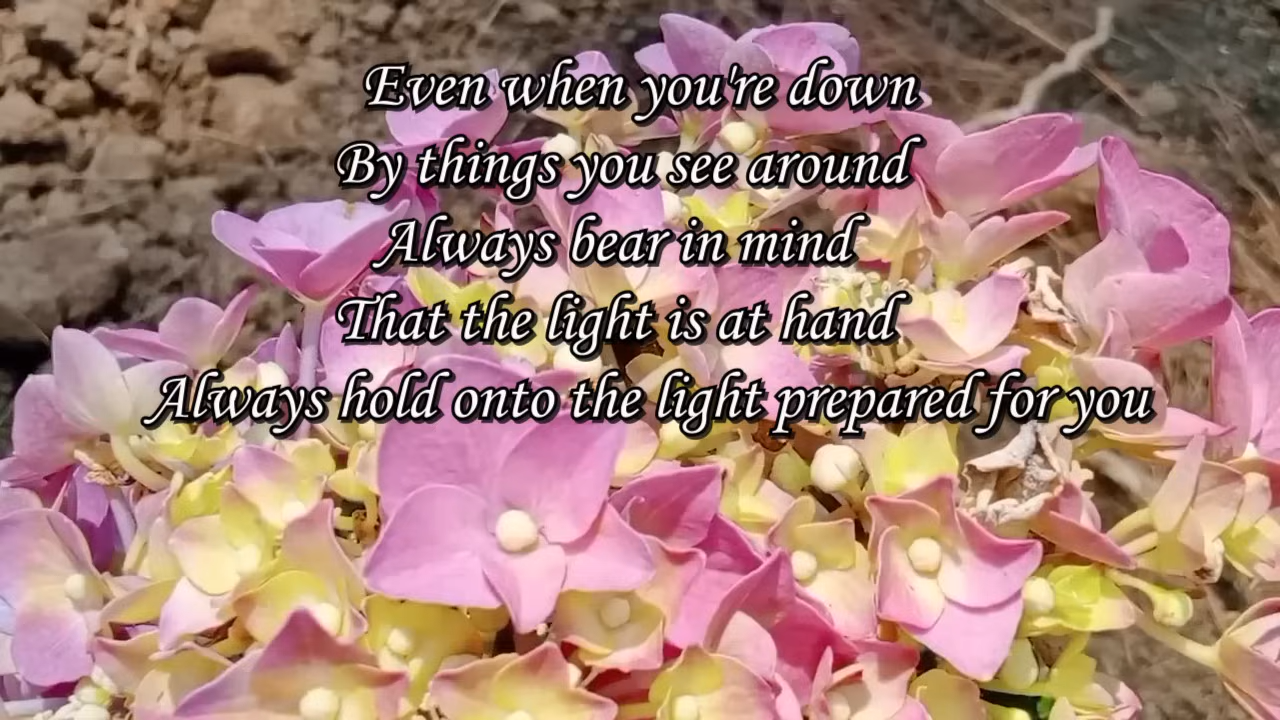 Even when you're down
By things you see around
Always bear in mind
That the light is at hand
Always hold onto the light prepared for you